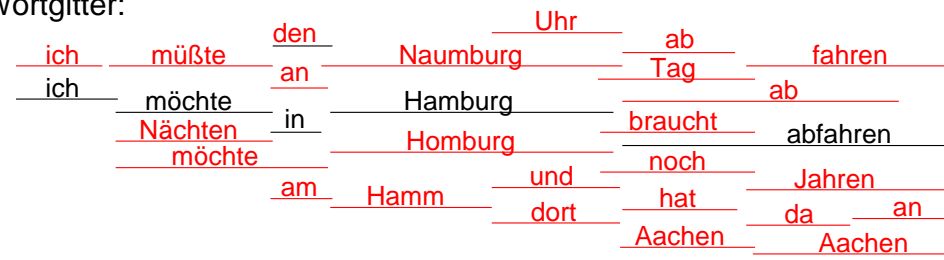 Wortgitter:
Uhr
den ab
ich müßte Naumburg fahren
an Tag
ich ab
möchte Hamburg
in
Nächten braucht
Homburg abfahren
möchte noch
und Jahren
am Hamm hat
dort da an
Aachen Aachen